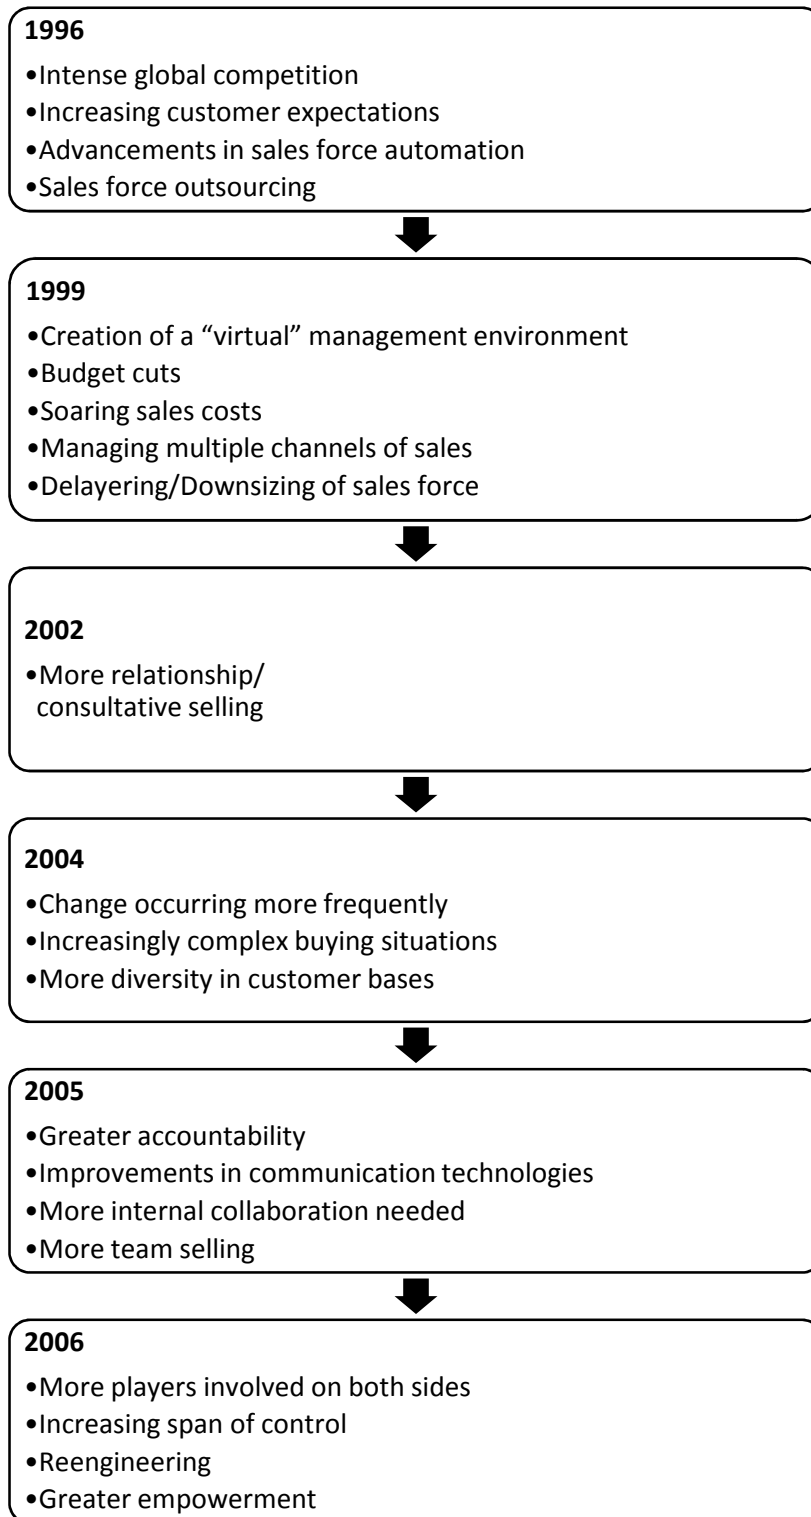 1996
•Intense global competition
•Increasing customer expectations
•Advancements in sales force automation
•Sales force outsourcing
1999
•Creation of a “virtual” management environment
•Budget cuts
•Soaring sales costs
•Managing multiple channels of sales
•Delayering/Downsizing of sales force
2002
•More relationship/
consultative selling
2004
•Change occurring more frequently
•Increasingly complex buying situations
•More diversity in customer bases
2005
•Greater accountability
•Improvements in communication technologies
•More internal collaboration needed
•More team selling
2006
•More players involved on both sides
•Increasing span of control
•Reengineering
•Greater empowerment